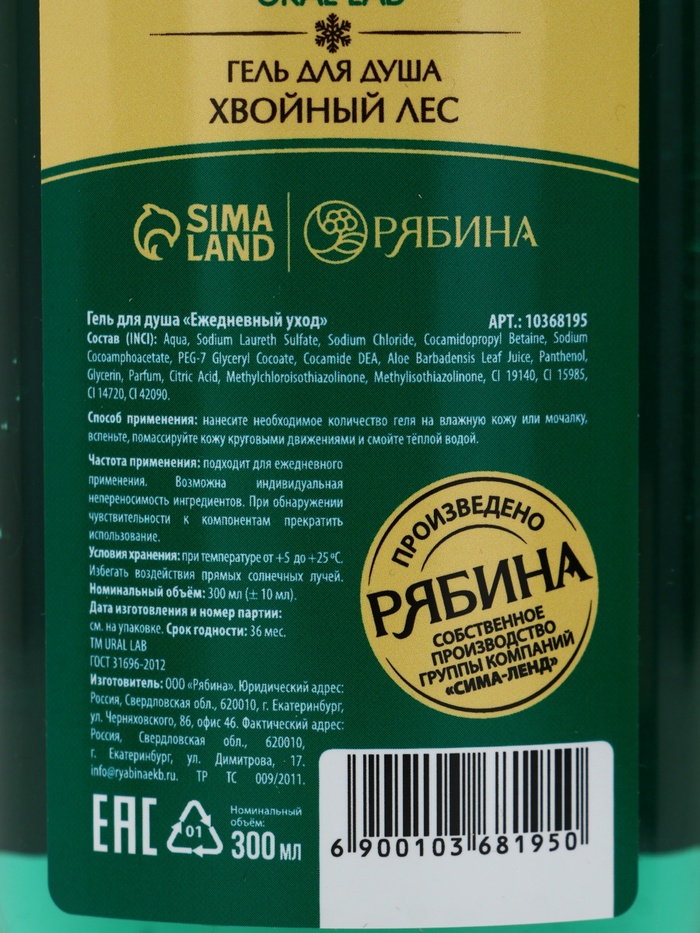 URAL LAB
ГЕЛЬ ДЛЯ ДУША
ХВОЙНЫЙ ЛЕС
SIMA
LAND
РЯБИНА
Гель для душа «Ежедневный уход» АРТ.: 10368195
Состав (INCI): Aqua, Sodium Laureth Sulfate, Sodium Chloride, Cocamidopropyl Betaine, Sodium
Cocoamphoacetate, PEG-7 Glyceryl Cocoate, Cocamide DEA, Aloe Barbadensis Leaf Juice, Panthenol,
Glycerin, Parfum, Citric Acid, Methylchloroisothiazolinone, Methylisothiazolinone, CI 19140, CI 15985,
CI 14720, CI 42090.
Способ применения: нанесите необходимое количество геля на влажную кожу или мочалку,
вспеньте, помассируйте кожу круговыми движениями и смойте тёплой водой.
Частота применения: подходит для ежедневного
применения. Возможна индивидуальная
непереносимость ингредиентов. При обнаружении
чувствительности к компонентам прекратить
использование.
Условия хранения: при температуре от +5 до +25 °С.
Избегать воздействия прямых солнечных лучей.
Номинальный объём: 300 мл (± 10 мл).
Дата изготовления и номер партии:
см. на упаковке. Срок годности: 36 мес.
ТМ URAL LAB
ГОСТ 31696-2012
Изготовитель: ООО «Рябина». Юридический адрес:
Россия, Свердловская обл., 620010, г. Екатеринбург,
ул. Черняховского, 86, офис 46. Фактический адрес:
Россия, Свердловская обл., 620010,
г. Екатеринбург, ул. Димитрова, 17.
info@ryabinaekb.ru. ТР ТС 009/2011.
ПРОИЗВЕДЕНО
РЯБИНА
СОБСТВЕННОЕ
ПРОИЗВОДСТВО
ГРУППЫ КОМПАНИЙ
«СИМА-ЛЕНД»
EAC
01
Номинальный
объём:
300 мл
6 900103 681950